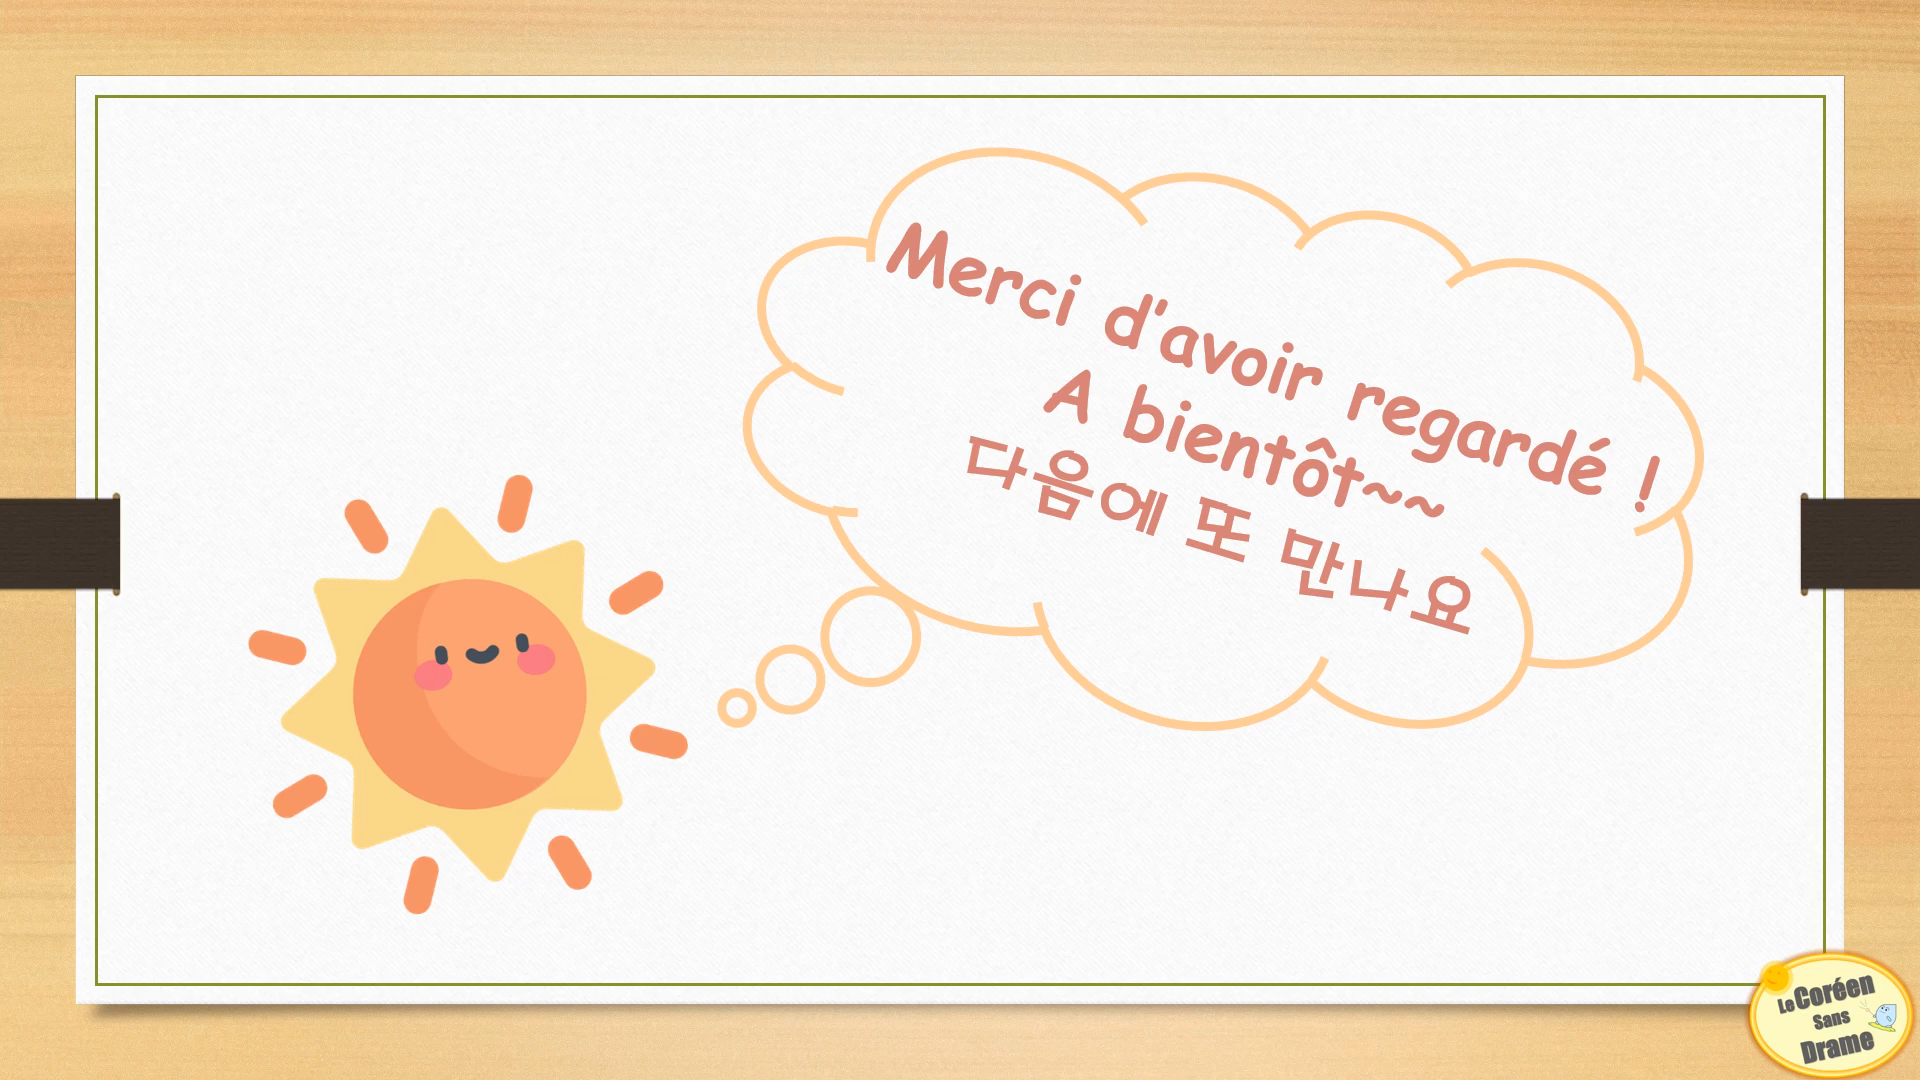 Merci d'avoir regardé !
A bientôt~~
다음에 또 만나요
Le Coréen
Sans
Drame